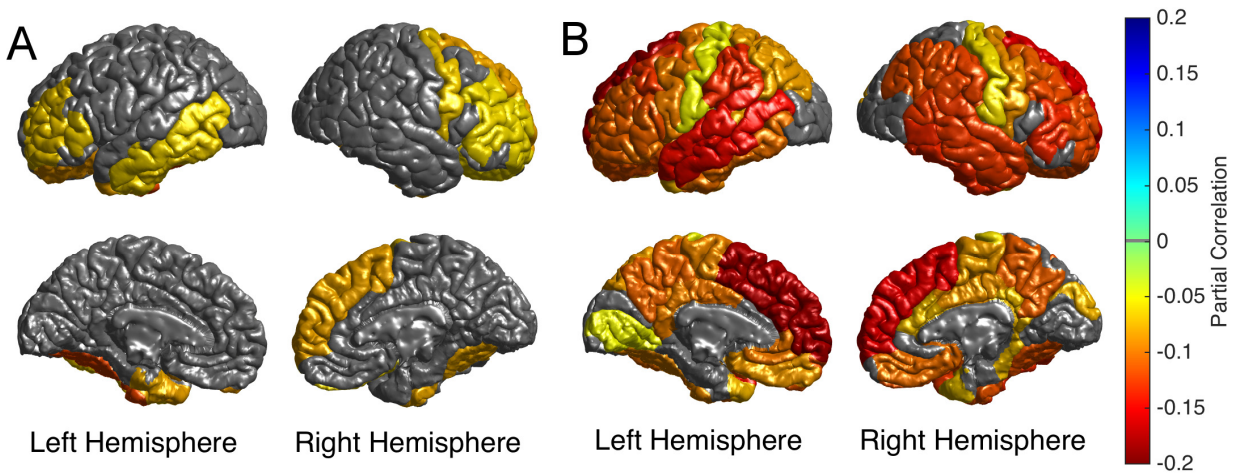 A
B
Left Hemisphere
Right Hemisphere
Left Hemisphere
Right Hemisphere
0.2
0.15
0.1
0.05
0
-0.05
-0.1
-0.15
-0.2
Partial Correlation